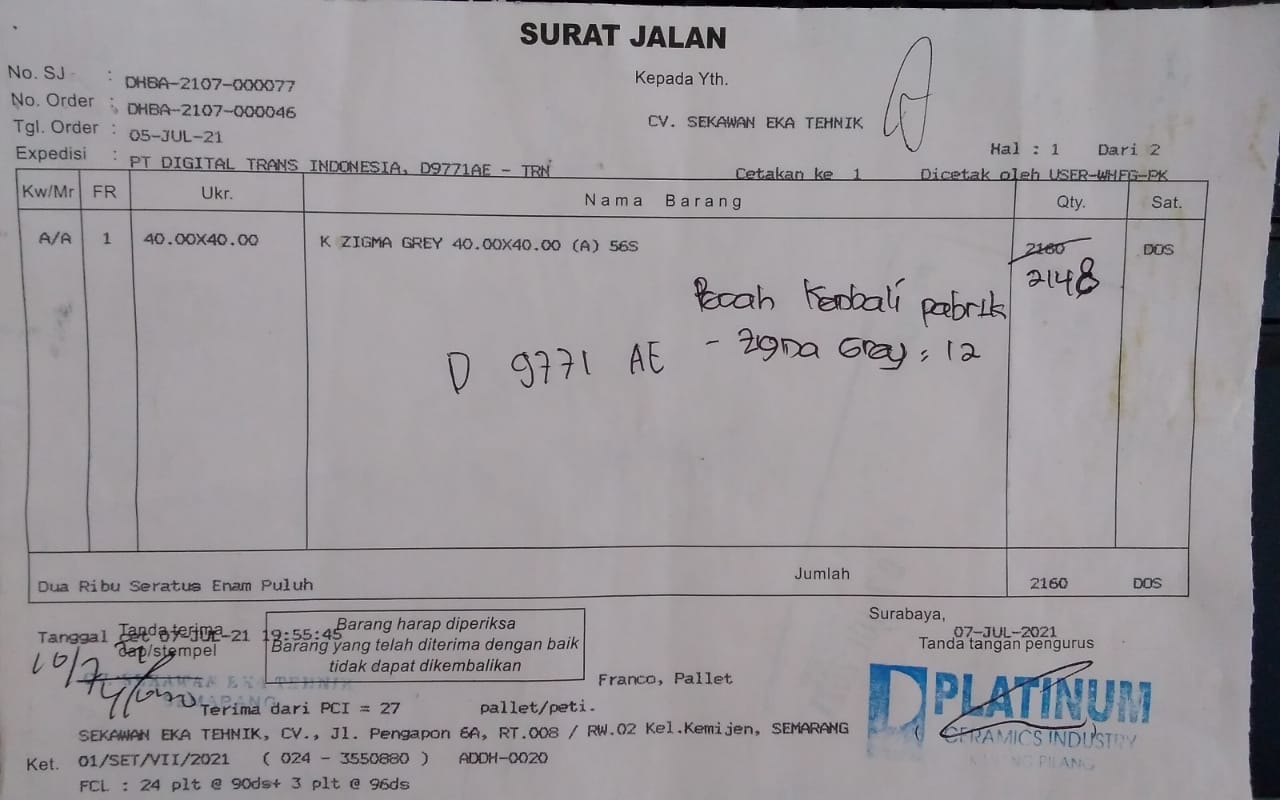 SURAT JALAN
No. SJ : DHBA-2107-000077
No. Order : DHBA-2107-000046
Tgl. Order : 05-JUL-21
Expedisi : PT DIGITAL TRANS INDONESIA, D9771AE - TRN
Kepada Yth.
CV. SEKAWAN EKA TEHNIK
Hal : 1 Dari 2
Cetakan ke 1 Dicetak oleh USER-WHFG-PK
Kw/Mr FR Ukr. Nama Barang Qty. Sat.
A/A 1 40.00X40.00 K ZIGMA GREY 40.00X40.00 (A) 56S 2160 DOS
2148
Pecah Kembali pabrik
- Zigma Grey : 12
D 9771 AE
Dua Ribu Seratus Enam Puluh Jumlah 2160 DOS
Tanggal Cet 07-JUL-21 19:55:45
Tanda terima
cap/stempel
Barang harap diperiksa
Barang yang telah diterima dengan baik
tidak dapat dikembalikan
Surabaya,
07-JUL-2021
Tanda tangan pengurus
10/7
SEKAWAN EKA TEHNIK
SEMARANG
Franco, Pallet
PLATINUM
CERAMICS INDUSTRY
KARANG PILANG
Terima dari PCI = 27 pallet/peti.
SEKAWAN EKA TEHNIK, CV., Jl. Pengapon 6A, RT.008 / RW.02 Kel.Kemijen, SEMARANG
Ket. 01/SET/VII/2021 ( 024 - 3550880 ) ADDH-0020
FCL : 24 plt @ 90ds+ 3 plt @ 96ds